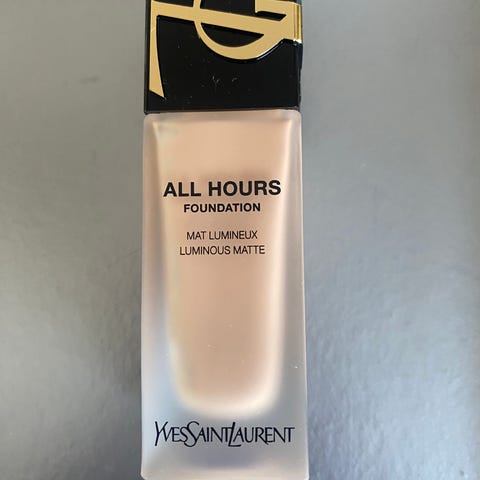 ALL HOURS
FOUNDATION
MAT LUMINEUX
LUMINOUS MATTE
YVESSAINTLAURENT